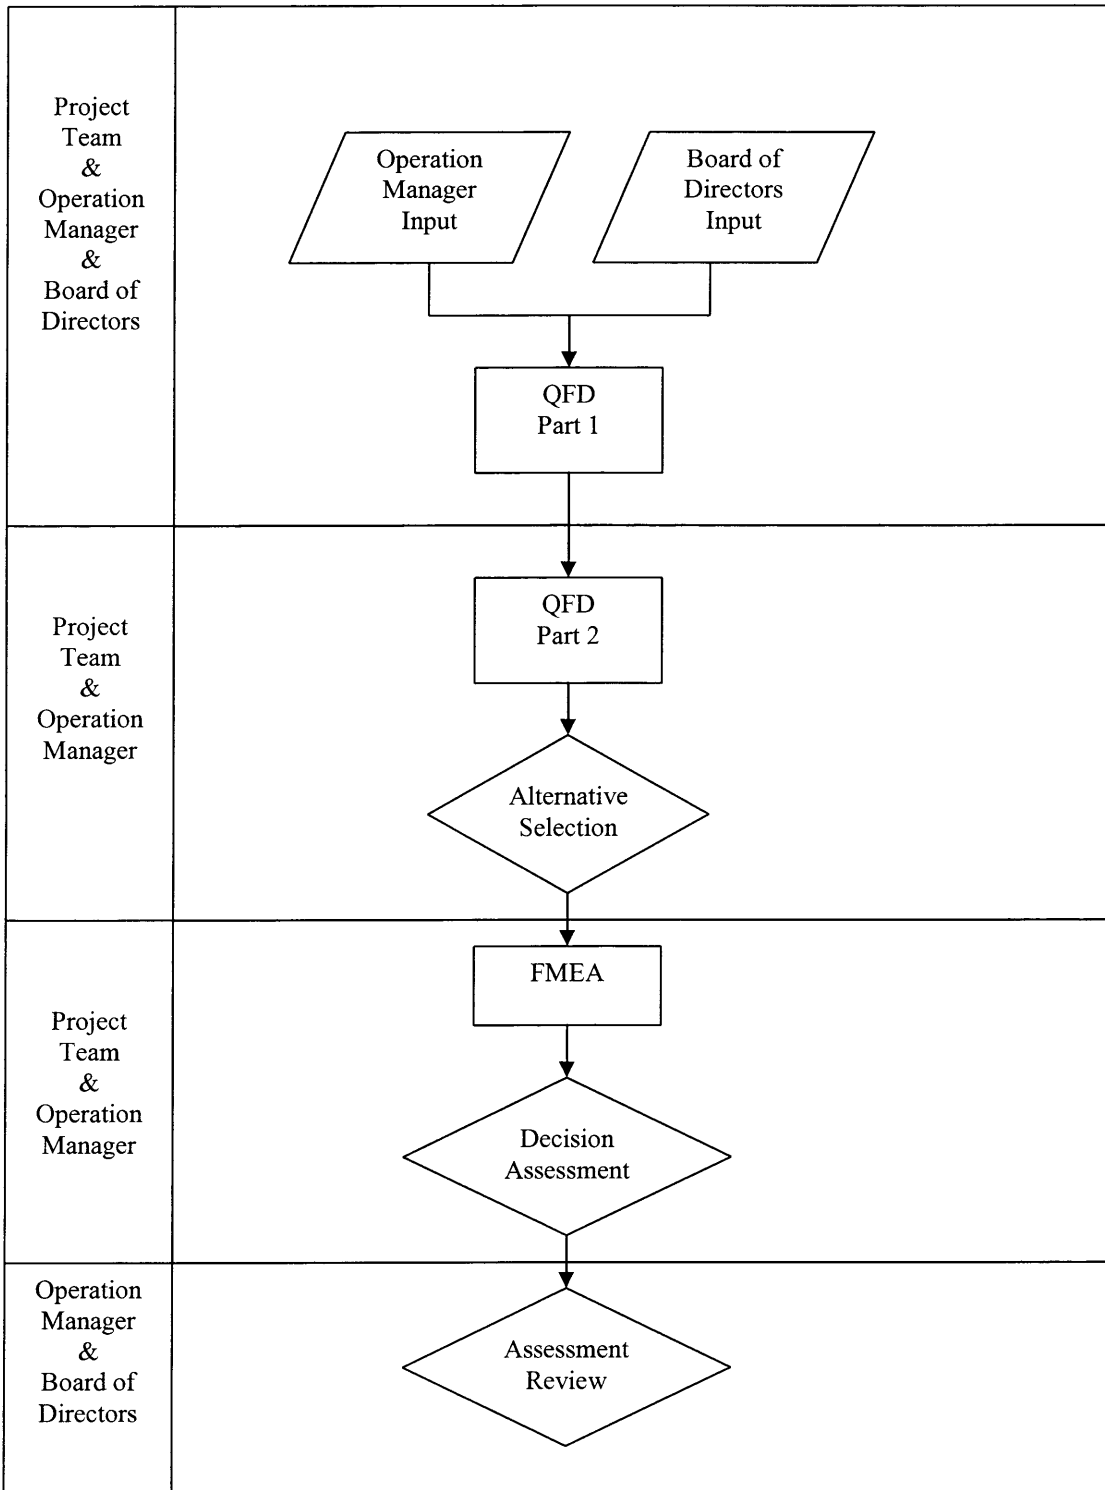 Project
Team
&
Operation
Manager
&
Board of
Directors
Operation
Manager
Input
Board of
Directors
Input
QFD
Part 1
Project
Team
&
Operation
Manager
QFD
Part 2
Alternative
Selection
Project
Team
&
Operation
Manager
FMEA
Decision
Assessment
Operation
Manager
&
Board of
Directors
Assessment
Review